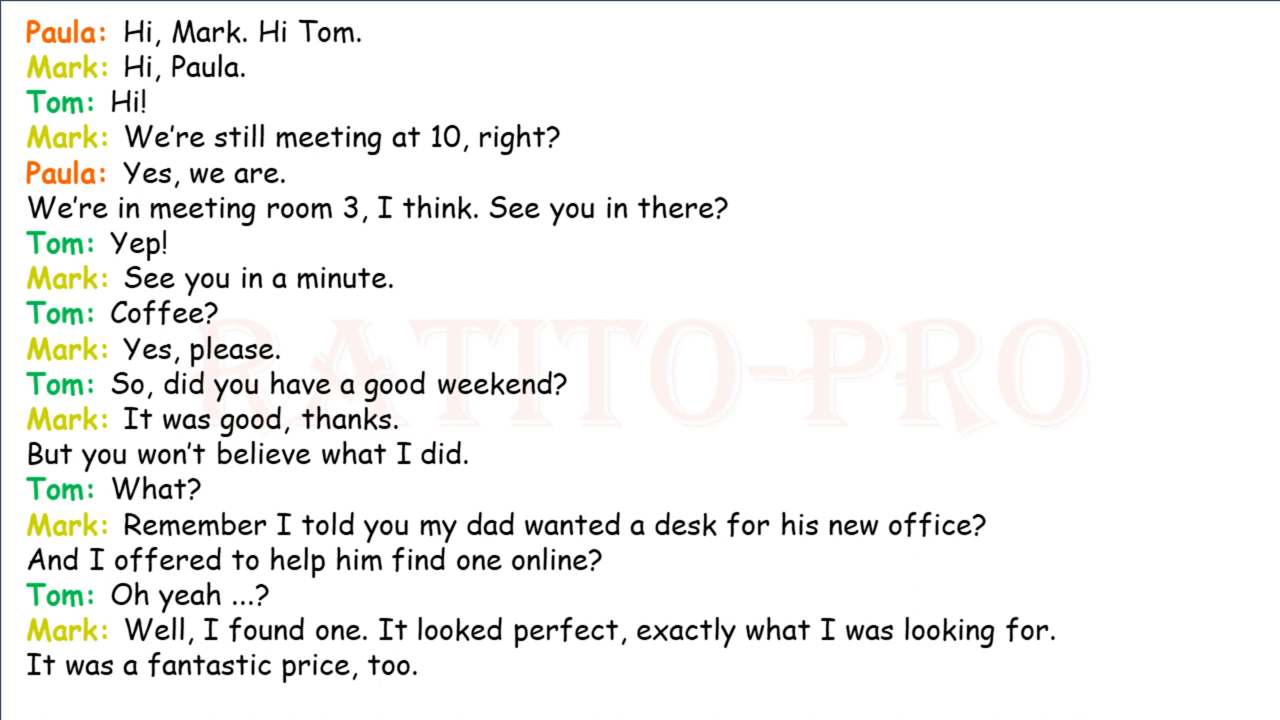 Paula: Hi, Mark. Hi Tom.
Mark: Hi, Paula.
Tom: Hi!
Mark: We're still meeting at 10, right?
Paula: Yes, we are.
We're in meeting room 3, I think. See you in there?
Tom: Yep!
Mark: See you in a minute.
Tom: Coffee?
Mark: Yes, please.
Tom: So, did you have a good weekend?
Mark: It was good, thanks.
But you won't believe what I did.
Tom: What?
Mark: Remember I told you my dad wanted a desk for his new office?
And I offered to help him find one online?
Tom: Oh yeah ...?
Mark: Well, I found one. It looked perfect, exactly what I was looking for.
It was a fantastic price, too.
RATITO-PRO